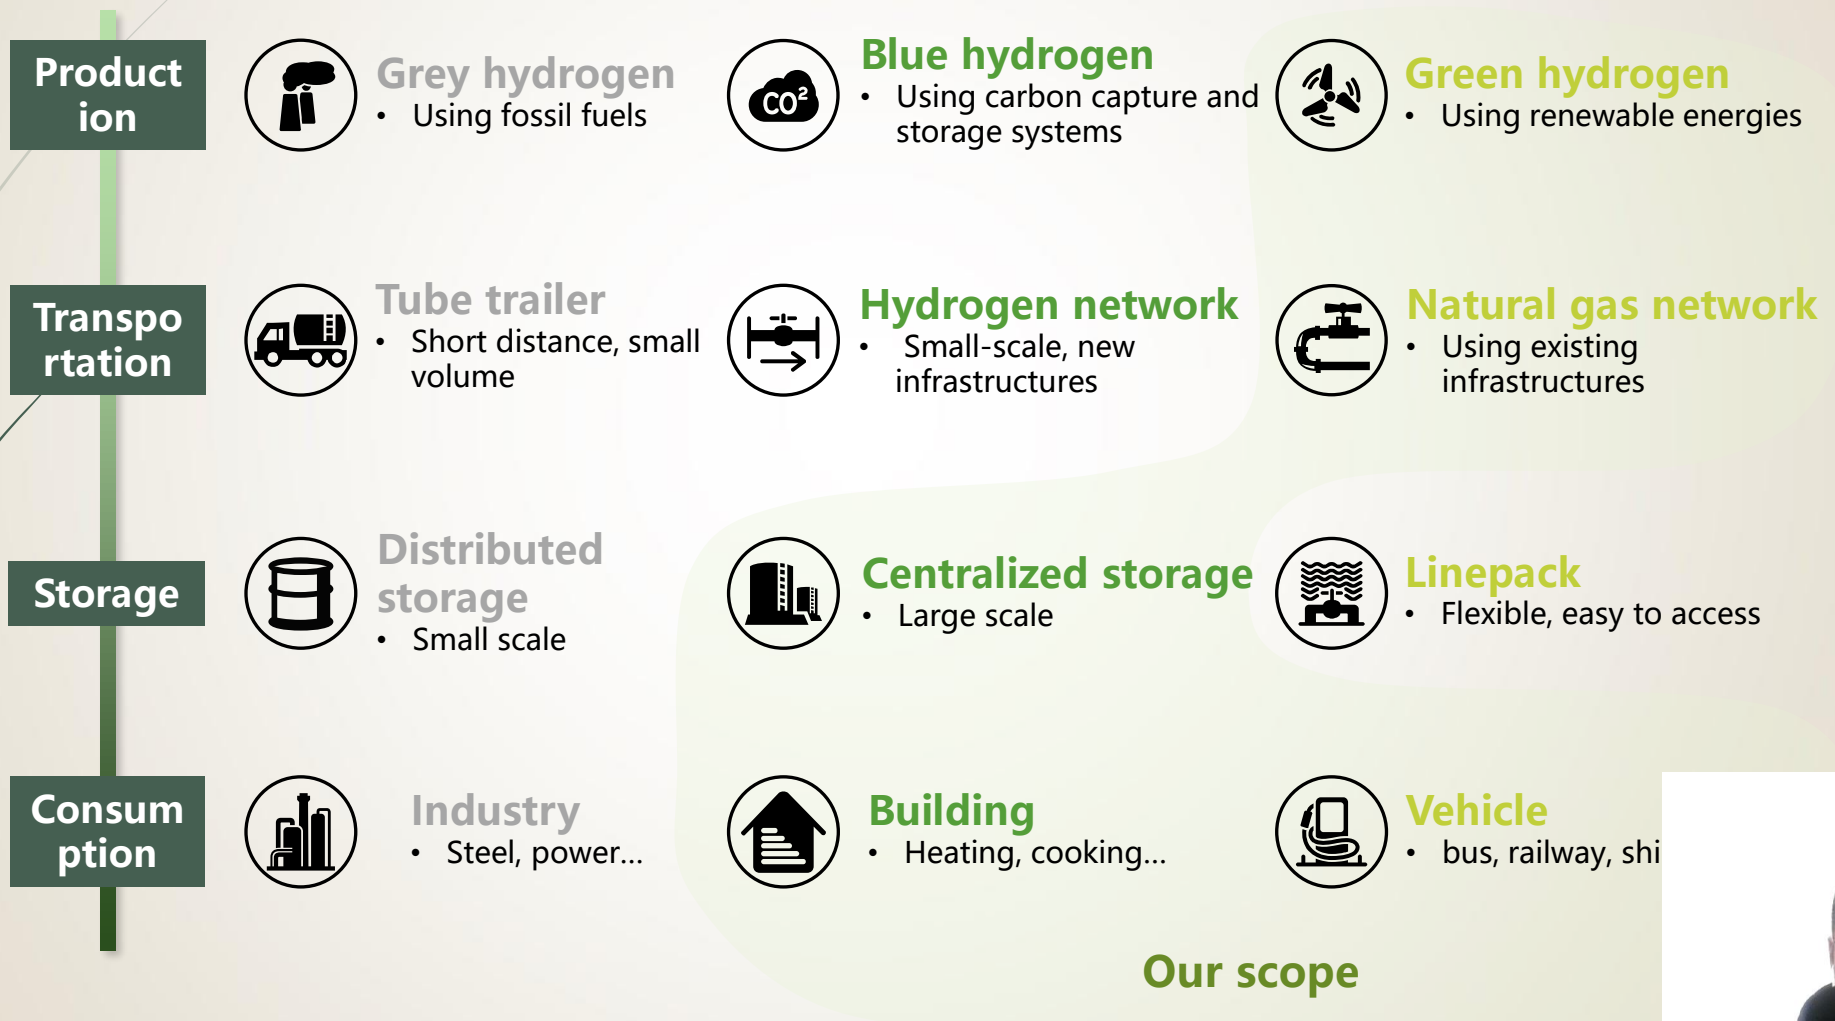 Product
ion
Grey hydrogen
• Using fossil fuels
CO²
Blue hydrogen
• Using carbon capture and
storage systems
Green hydrogen
• Using renewable energies
Transpo
rtation
Tube trailer
• Short distance, small
volume
Hydrogen network
• Small-scale, new
infrastructures
Natural gas network
• Using existing
infrastructures
Storage
Distributed
storage
• Small scale
Centralized storage
• Large scale
Linepack
• Flexible, easy to access
Consum
ption
Industry
• Steel, power...
Building
• Heating, cooking...
Vehicle
• bus, railway, shi
Our scope